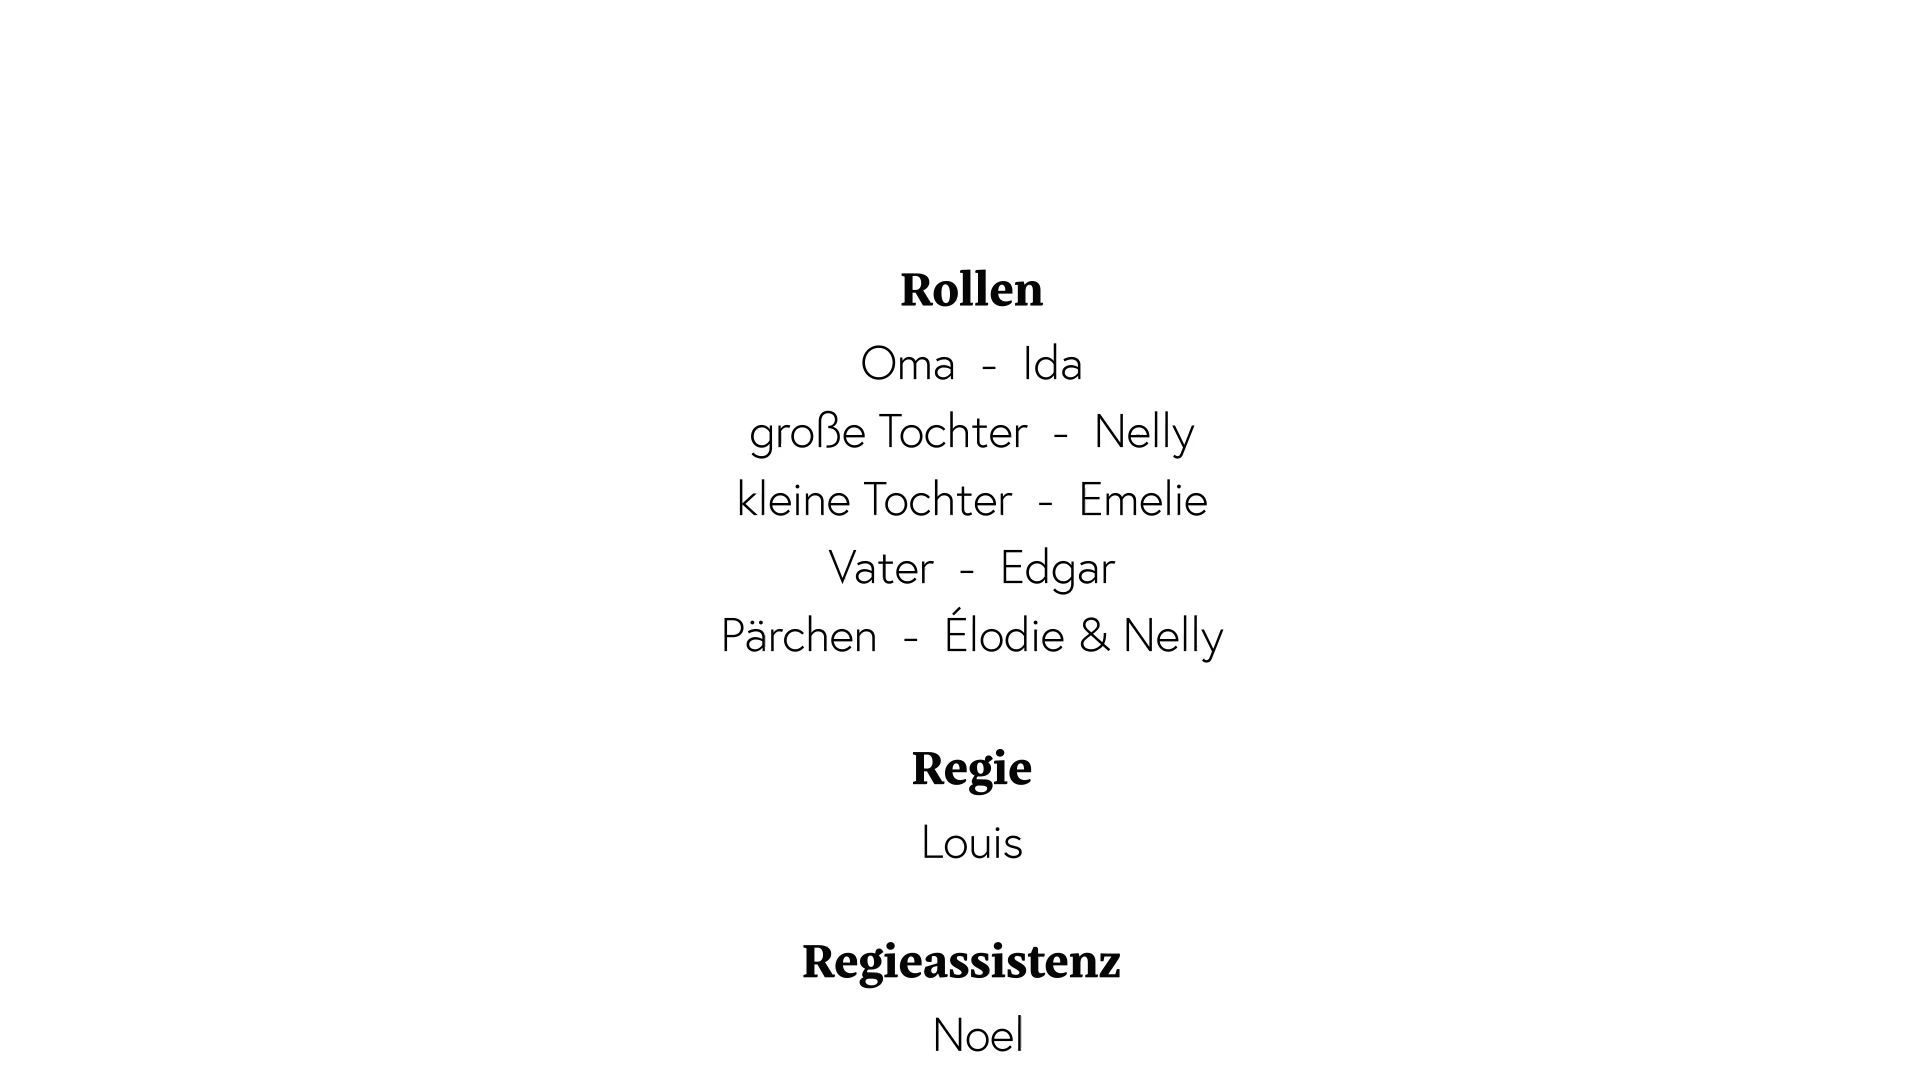 Rollen
Oma - Ida
große Tochter - Nelly
kleine Tochter - Emelie
Vater - Edgar
Pärchen - Élodie & Nelly
Regie
Louis
Regieassistenz
Noel